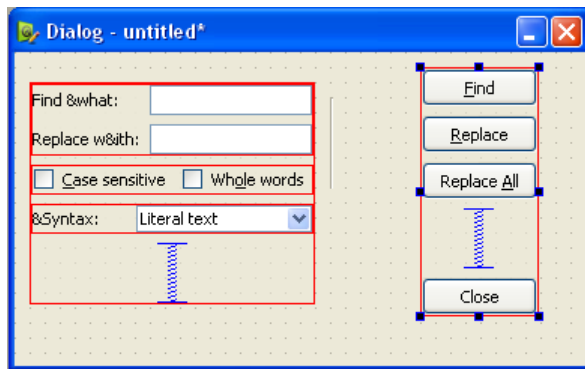 Dialog - untitled*
Find &what:
Replace w&ith:
Case sensitive Whole words
&Syntax: Literal text
Find
Replace
Replace All
Close